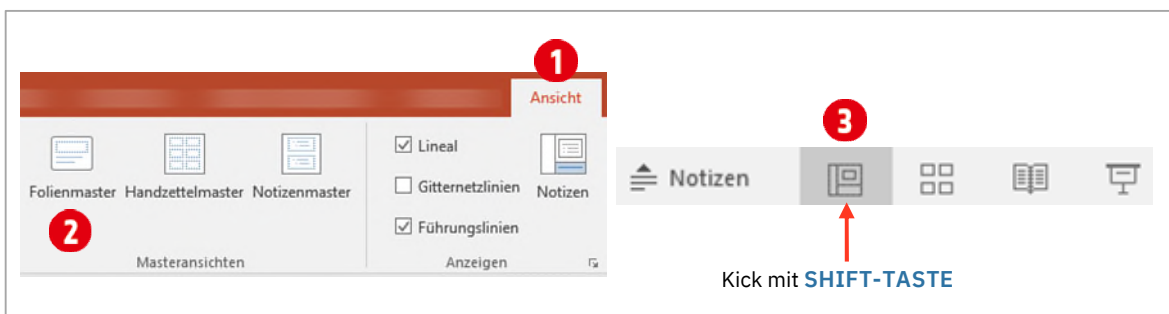 1
Ansicht
Folienmaster Handzettelmaster Notizenmaster
2
Masteransichten
Lineal
Gitternetzlinien
Führungslinien
Notizen
Anzeigen
3
Notizen
Kick mit SHIFT-TASTE